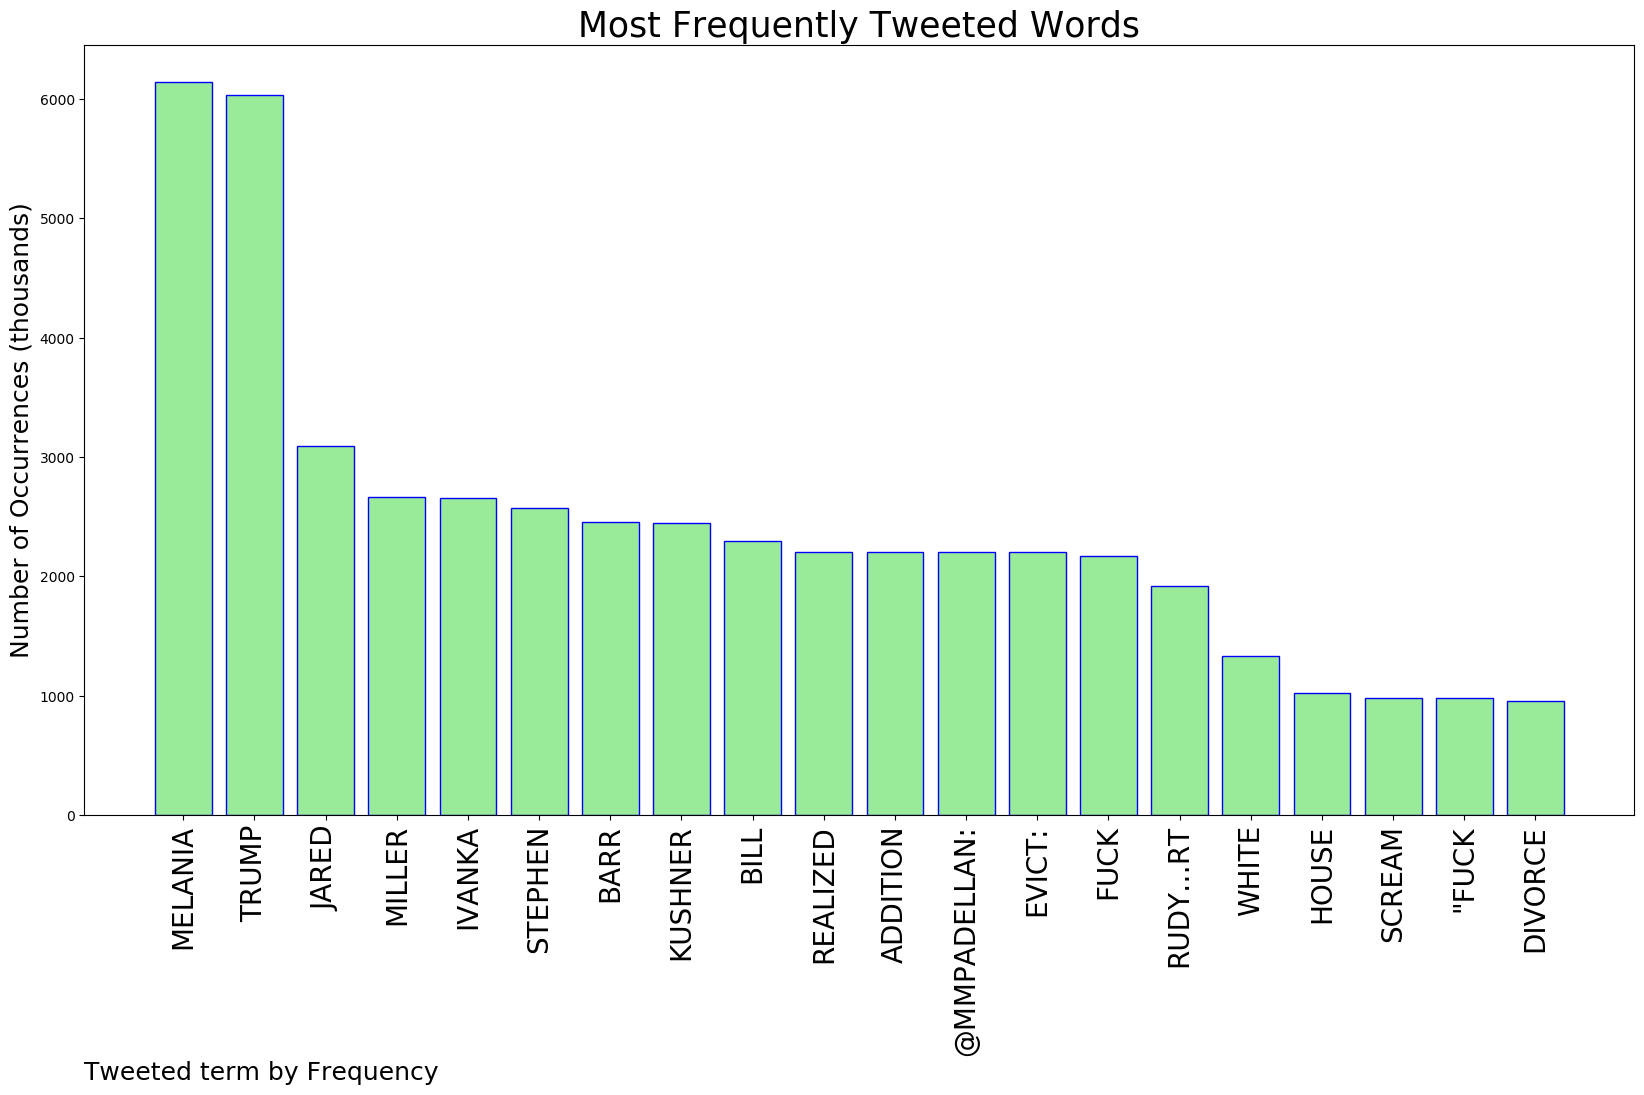 Most Frequently Tweeted Words
Number of Occurrences (thousands)
6000
5000
4000
3000
2000
1000
0
MELANIA
TRUMP
JARED
MILLER
IVANKA
STEPHEN
BARR
KUSHNER
BILL
REALIZED
ADDITION
@MMPADELLAN:
EVICT:
FUCK
RUDY...RT
WHITE
HOUSE
SCREAM
"FUCK
DIVORCE
Tweeted term by Frequency